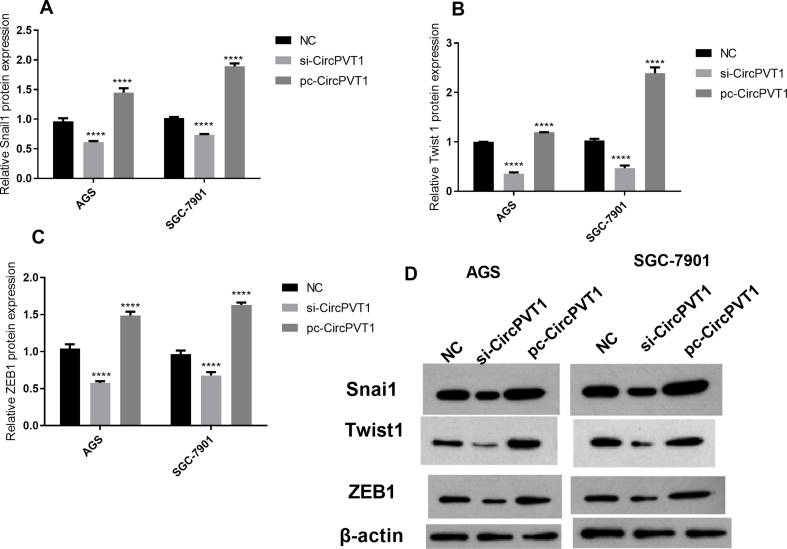 A
Relative Snail1 protein expression
2.5
2.0
1.5
1.0
0.5
0.0
****
****
****
****
AGS
SGC-7901
NC
si-CircPVT1
pc-CircPVT1
B
Relative Twist 1 protein expression
3
2
1
0
****
****
****
****
AGS
SGC-7901
NC
si-CircPVT1
pc-CircPVT1
C
Relative ZEB1 protein expression
2.0
1.5
1.0
0.5
0.0
****
****
****
****
AGS
SGC-7901
NC
si-CircPVT1
pc-CircPVT1
D
AGS
SGC-7901
NC
si-CircPVT1
pc-CircPVT1
NC
si-CircPVT1
pc-CircPVT1
Snai1
Twist1
ZEB1
β-actin